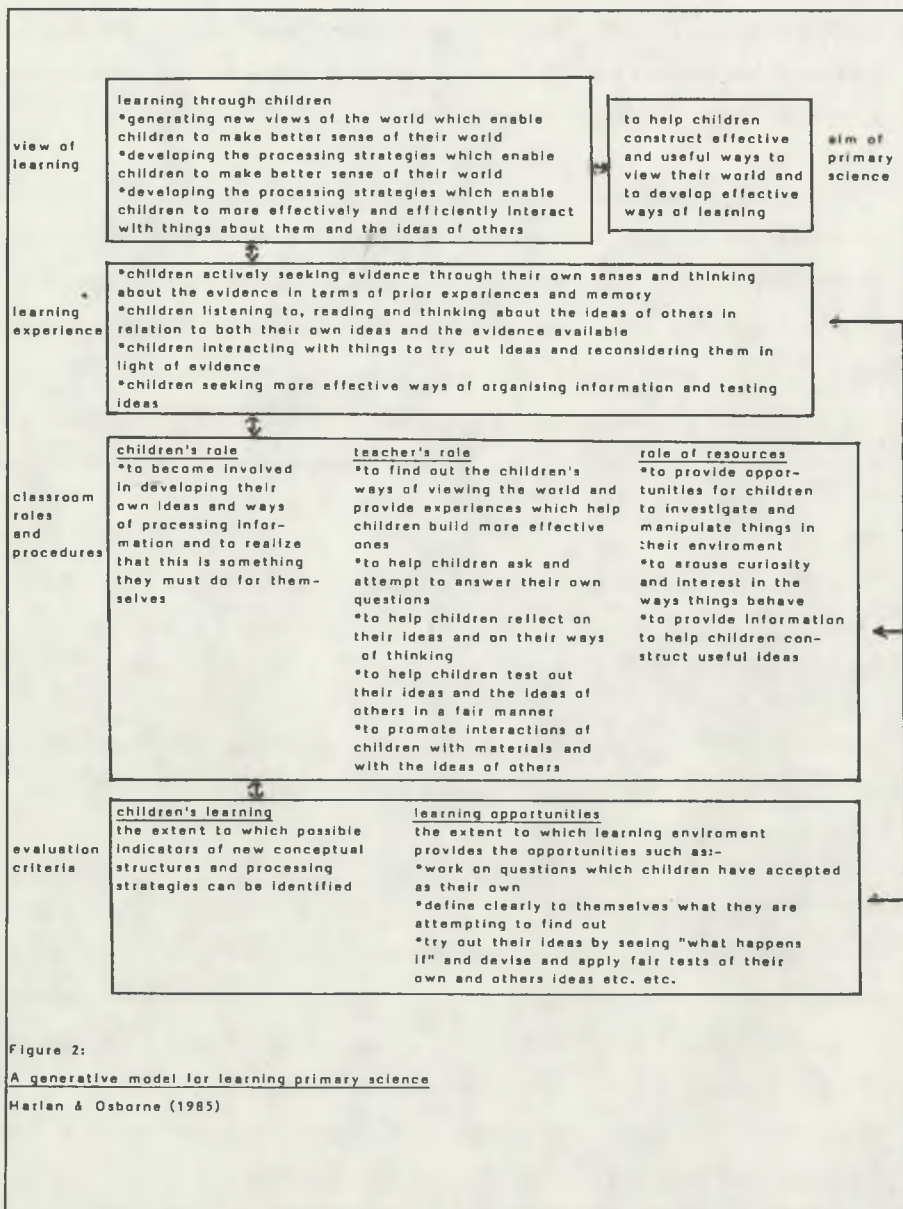 view of
learning
learning through children
*generating new views of the world which enable
children to make better sense of their world
*developing the processing strategies which enable
children to make better sense of their world
*developing the processing strategies which enable
children to more effectively and efficiently interact
with things about them and the ideas of others
to help children
construct effective
and useful ways to
view their world and
to develop effective
ways of learning
aim of
primary
science
learning
experience
*children actively seeking evidence through their own senses and thinking
about the evidence in terms of prior experiences and memory
*children listening to, reading and thinking about the ideas of others in
relation to both their own ideas and the evidence available
*children interacting with things to try out ideas and reconsidering them in
light of evidence
*children seeking more effective ways of organising information and testing
ideas
classroom
roles
and
procedures
children's role
*to become involved
in developing their
own ideas and ways
of processing infor-
mation and to realize
that this is something
they must do for them-
selves
teacher's role
*to find out the children's
ways of viewing the world and
provide experiences which help
children build more effective
ones
*to help children ask and
attempt to answer their own
questions
*to help children reflect on
their ideas and on their ways
of thinking
*to help children test out
their ideas and the ideas of
others in a fair manner
*to promote interactions of
children with materials and
with the ideas of others
role of resources
*to provide oppor-
tunities for children
to investigate and
manipulate things in
their enviroment
*to arouse curiosity
and interest in the
ways things behave
*to provide information
to help children con-
struct useful ideas
evaluation
criteria
children's learning
the extent to which possible
indicators of new conceptual
structures and processing
strategies can be identified
learning opportunities
the extent to which learning enviroment
provides the opportunities such as:-
*work on questions which children have accepted
as their own
*define clearly to themselves what they are
attempting to find out
*try out their ideas by seeing "what happens
if" and devise and apply fair tests of their
own and others ideas etc. etc.
Figure 2:
A generative model for learning primary science
Harlan & Osborne (1985)